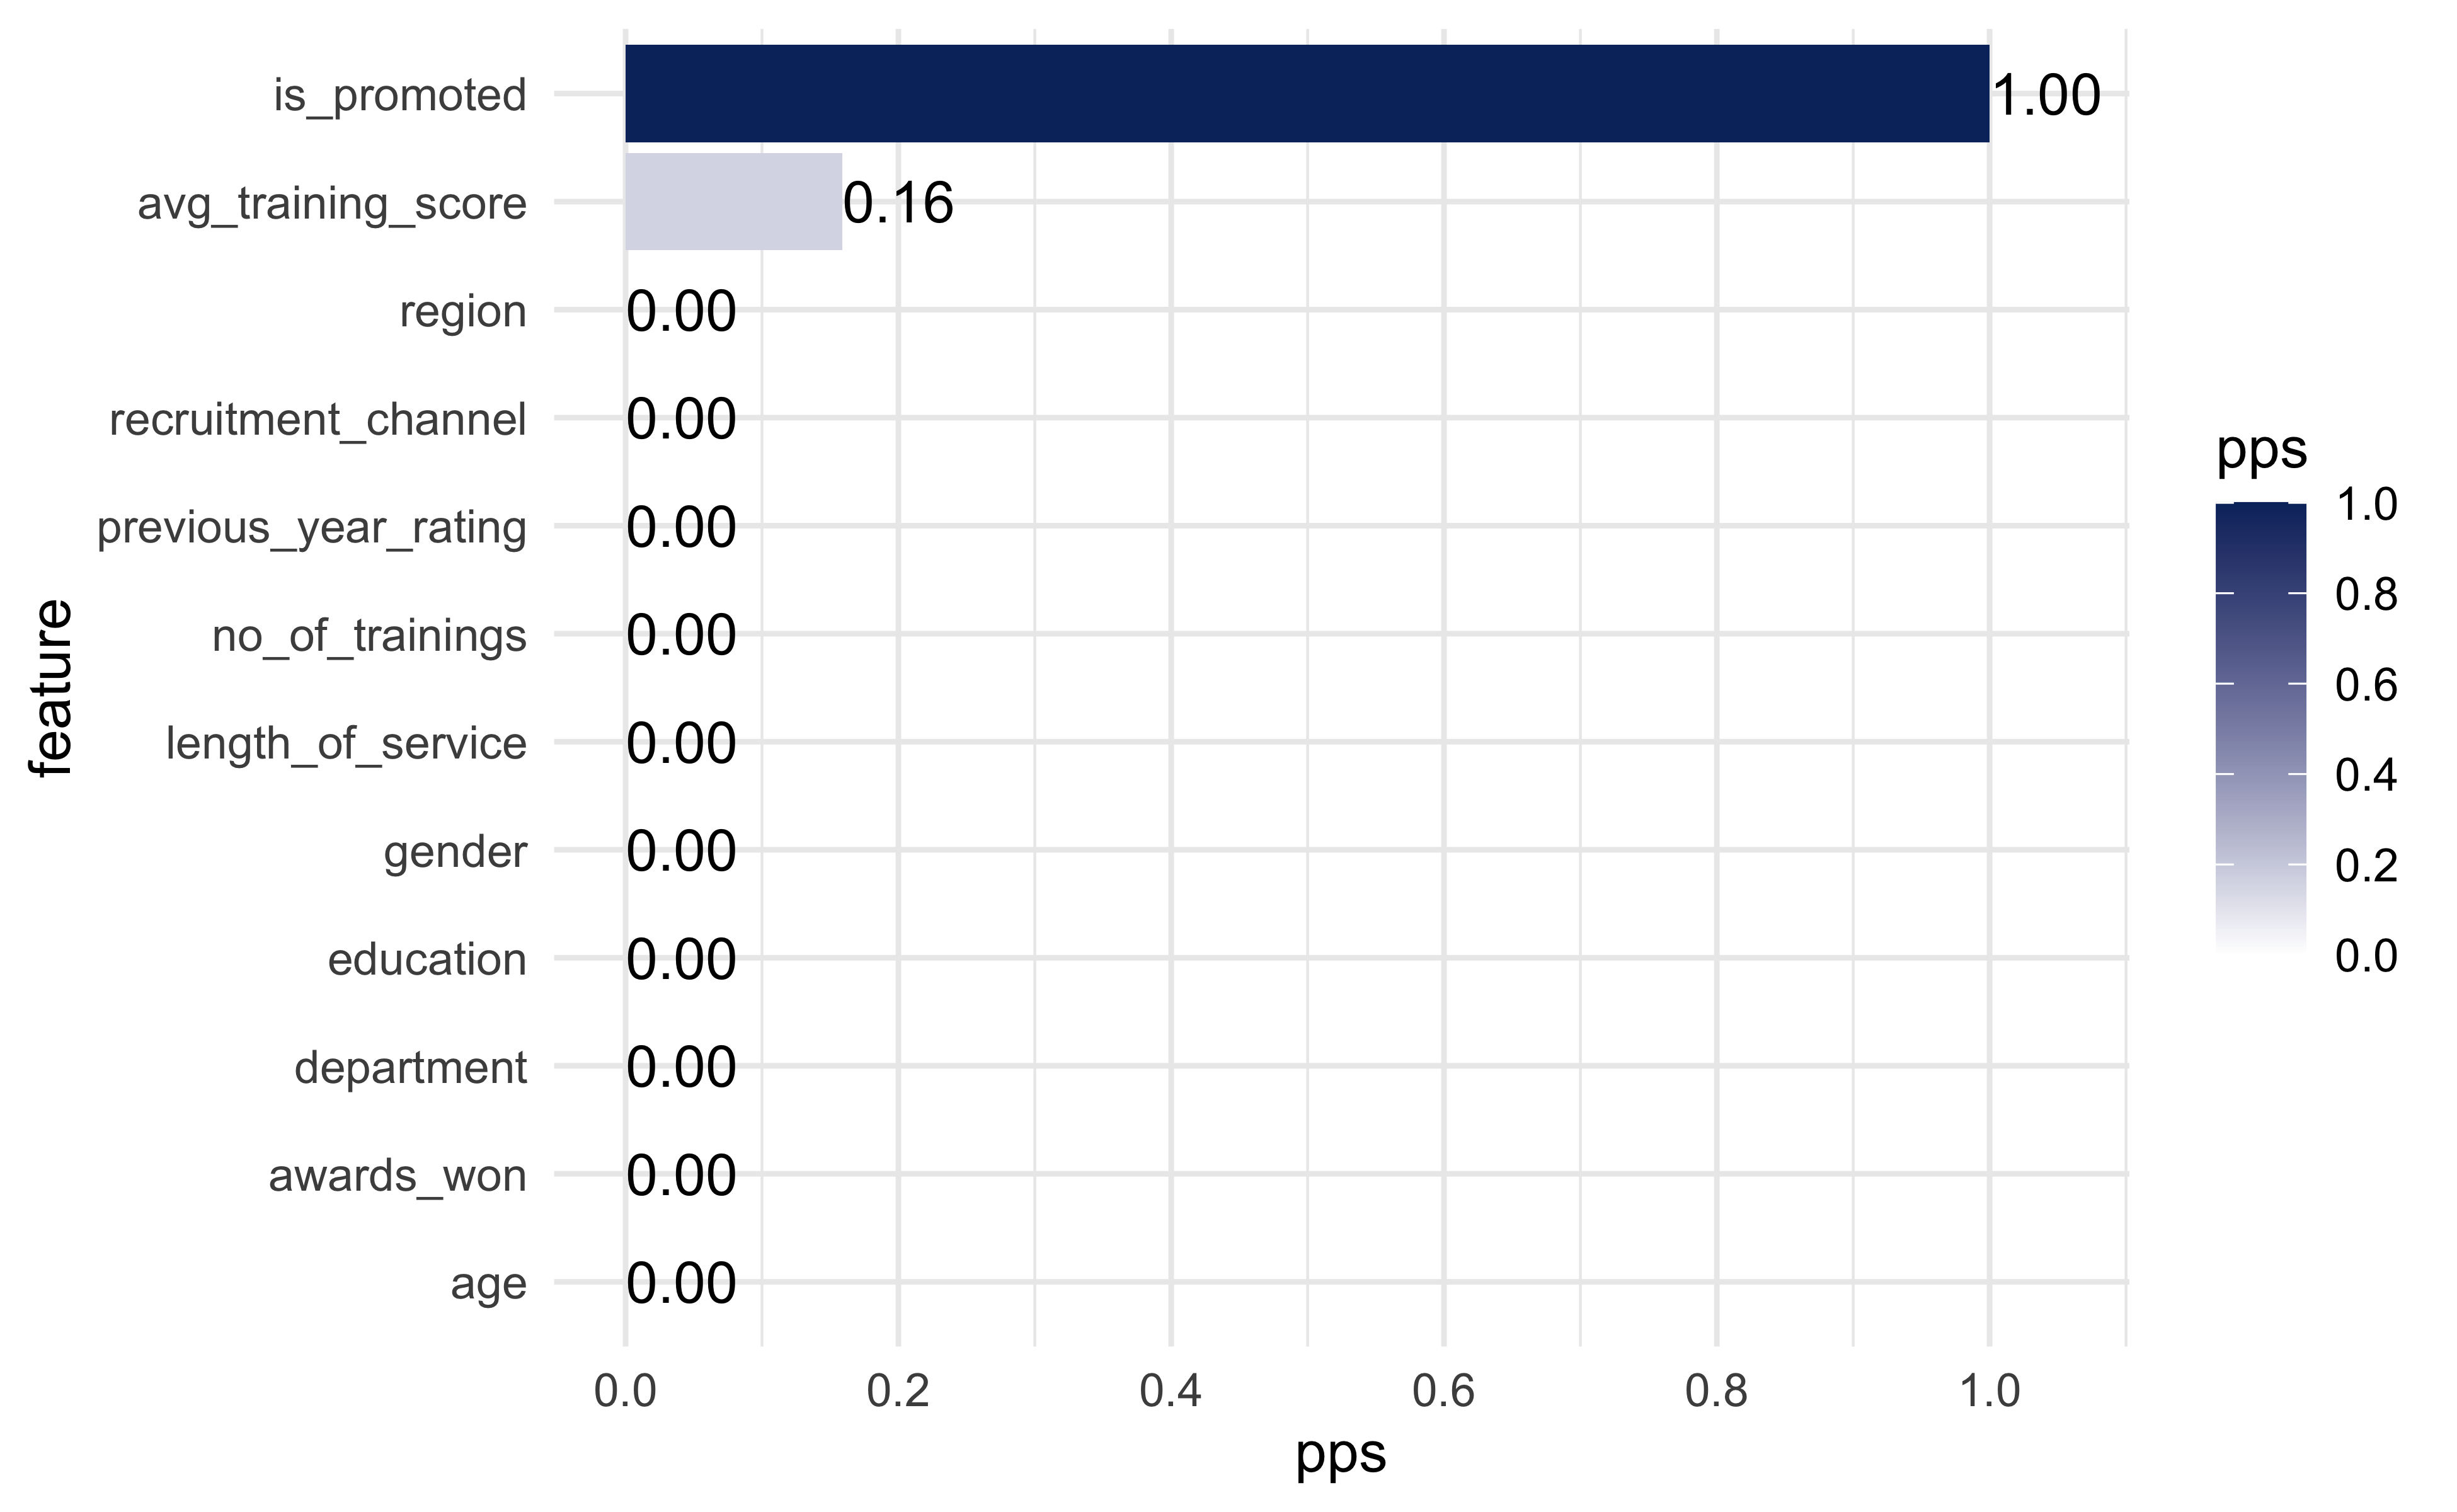 is_promoted 1.00
avg_training_score 0.16
region 0.00
recruitment_channel 0.00
previous_year_rating 0.00
no_of_trainings 0.00
length_of_service 0.00
gender 0.00
education 0.00
department 0.00
awards_won 0.00
age 0.00
feature
0.0 0.2 0.4 0.6 0.8 1.0
pps
pps
1.0
0.8
0.6
0.4
0.2
0.0